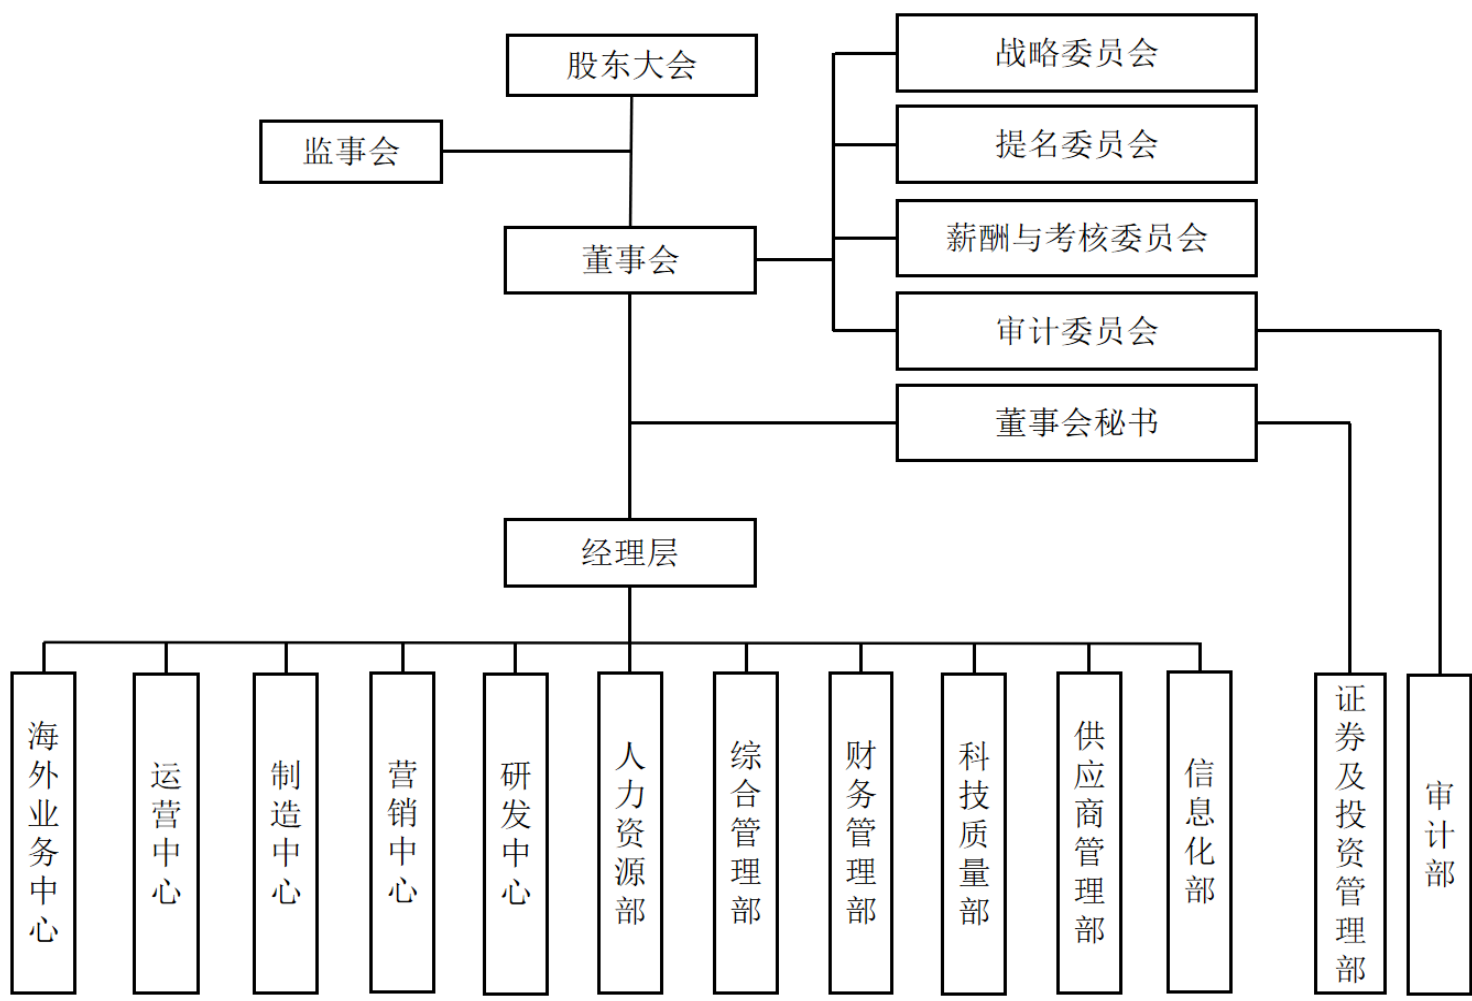 股东大会
战略委员会
监事会
提名委员会
董事会
薪酬与考核委员会
审计委员会
董事会秘书
经理层
海外业务中心
运营中心
制造中心
营销中心
研发中心
人力资源部
综合管理部
财务管理部
科技质量部
供应商管理部
信息化部
证券及投资管理部
审计部